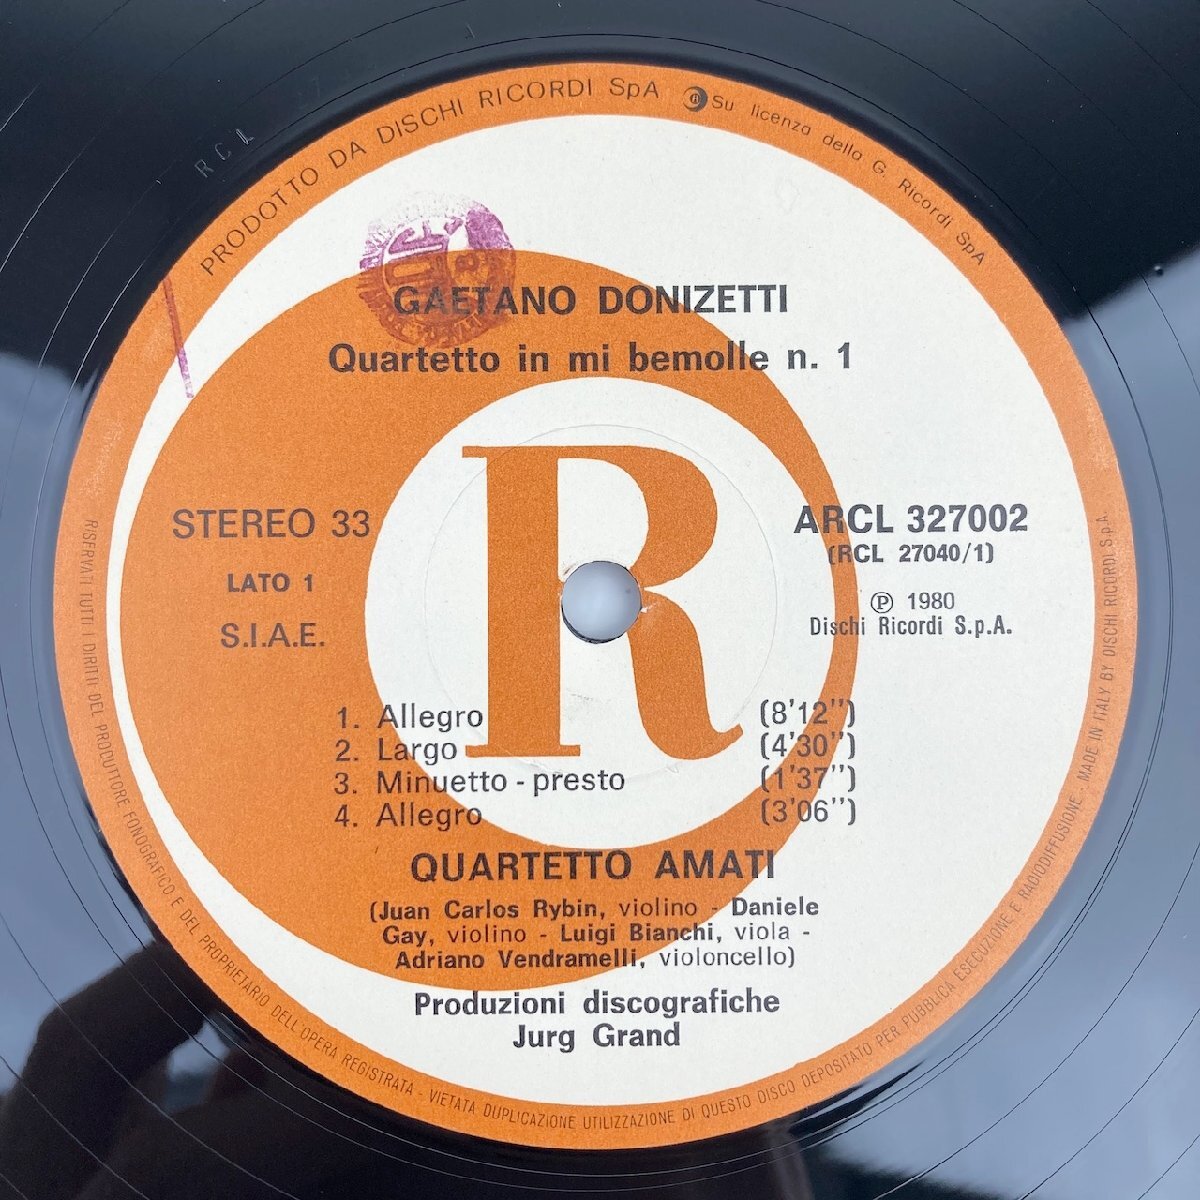 PRODOTTO DA DISCHI RICORDI SpA Su licenza della G. Ricordi SpA
RCL
GAETANO DONIZETTI
Quartetto in mi bemolle n. 1
R
STEREO 33
LATO 1
S.I.A.E.
ARCL 327002
(RCL 27040/1)
℗ 1980
Dischi Ricordi S.p.A.
1. Allegro (8'12'')
2. Largo (4'30'')
3. Minuetto - presto (1'37'')
4. Allegro (3'06'')
QUARTETTO AMATI
(Juan Carlos Rybin, violino - Daniele
Gay, violino - Luigi Bianchi, viola -
Adriano Vendramelli, violoncello)
Produzioni discografiche
Jurg Grand
RISERVATI TUTTI I DIRITTI DEL PRODUTTORE FONOGRAFICO E DEL PROPRIETARIO DELL'OPERA REGISTRATA - VIETATA DUPLICAZIONE UTILIZZAZIONE DI QUESTO DISCO DEPOSITATO PER PUBBLICA ESECUZIONE E RADIODIFFUSIONE - MADE IN ITALY BY DISCHI RICORDI S.p.A.